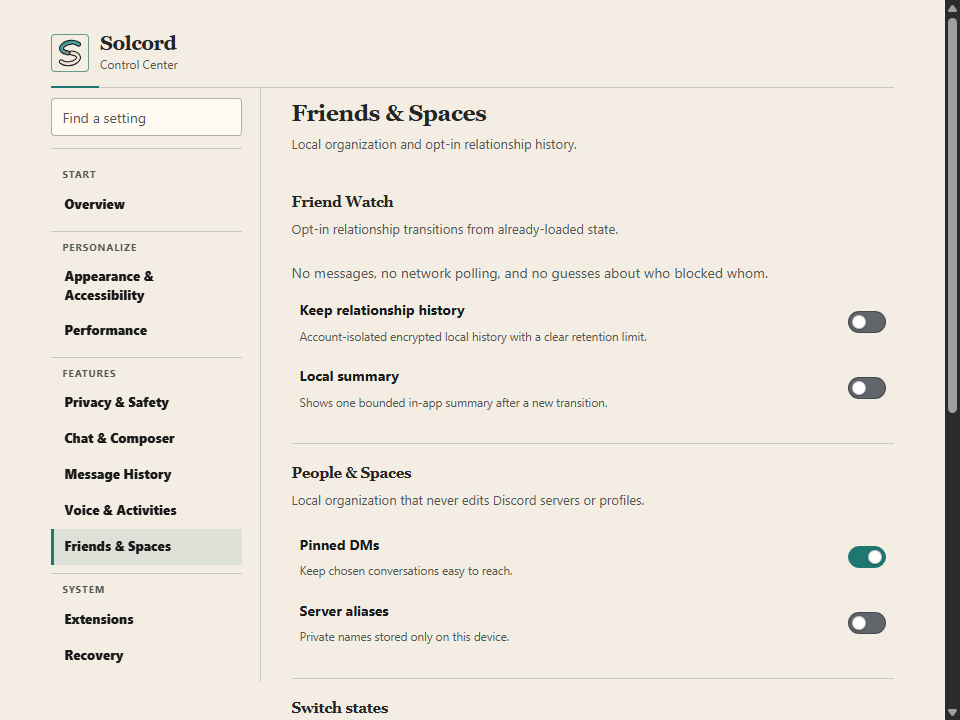 S
Solcord
Control Center
Find a setting
START
Overview
PERSONALIZE
Appearance &
Accessibility
Performance
FEATURES
Privacy & Safety
Chat & Composer
Message History
Voice & Activities
Friends & Spaces
SYSTEM
Extensions
Recovery
Friends & Spaces
Local organization and opt-in relationship history.
Friend Watch
Opt-in relationship transitions from already-loaded state.
No messages, no network polling, and no guesses about who blocked whom.
Keep relationship history
Account-isolated encrypted local history with a clear retention limit.
Local summary
Shows one bounded in-app summary after a new transition.
People & Spaces
Local organization that never edits Discord servers or profiles.
Pinned DMs
Keep chosen conversations easy to reach.
Server aliases
Private names stored only on this device.
Switch states